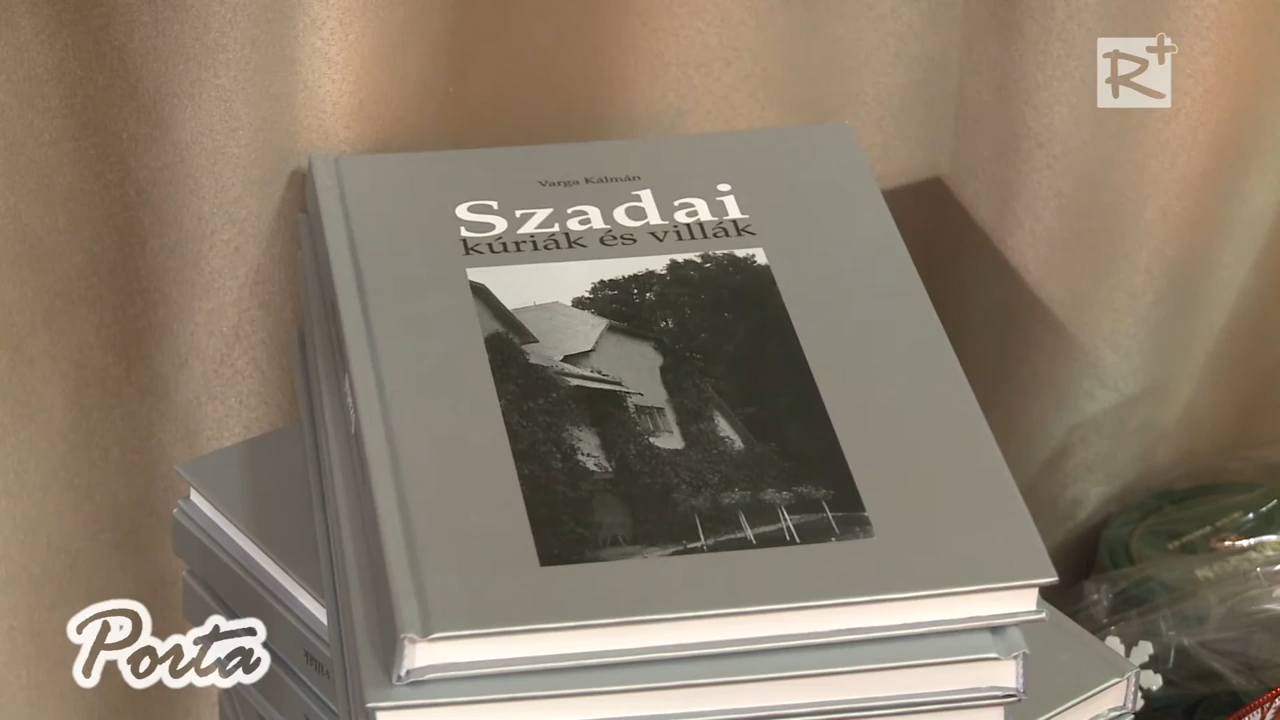 R+
Varga Kálmán
Szadai
kúriák és villák
Porta